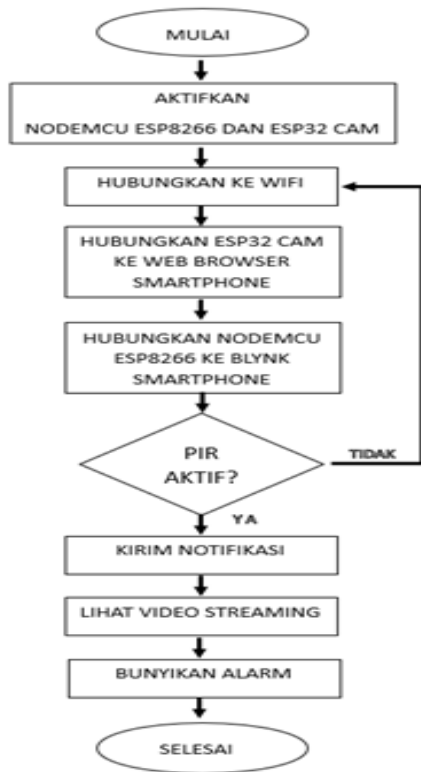 MULAI
AKTIFKAN
NODEMCU ESP8266 DAN ESP32 CAM
HUBUNGKAN KE WIFI
HUBUNGKAN ESP32 CAM
KE WEB BROWSER
SMARTPHONE
HUBUNGKAN NODEMCU
ESP8266 KE BLYNK
SMARTPHONE
PIR
AKTIF?
TIDAK
YA
KIRIM NOTIFIKASI
LIHAT VIDEO STREAMING
BUNYIKAN ALARM
SELESAI